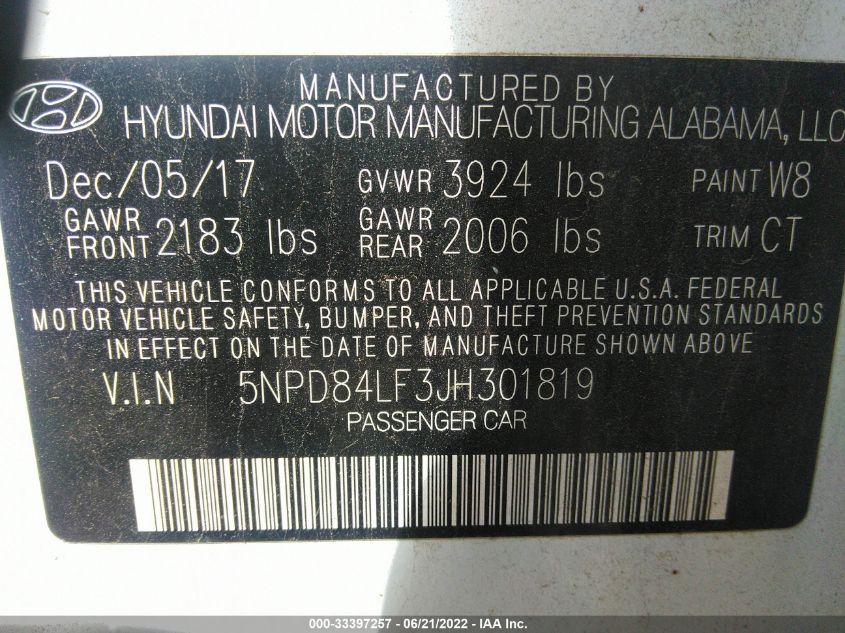 MANUFACTURED BY
HYUNDAI MOTOR MANUFACTURING ALABAMA, LLC
Dec/05/17 GVWR 3924 lbs PAINT W8
GAWR FRONT 2183 lbs GAWR REAR 2006 lbs TRIM CT
THIS VEHICLE CONFORMS TO ALL APPLICABLE U.S.A. FEDERAL
MOTOR VEHICLE SAFETY, BUMPER, AND THEFT PREVENTION STANDARDS
IN EFFECT ON THE DATE OF MANUFACTURE SHOWN ABOVE
V.I.N 5NPD84LF3JH301819
PASSENGER CAR
000-33397257 - 06/21/2022 - IAA Inc.